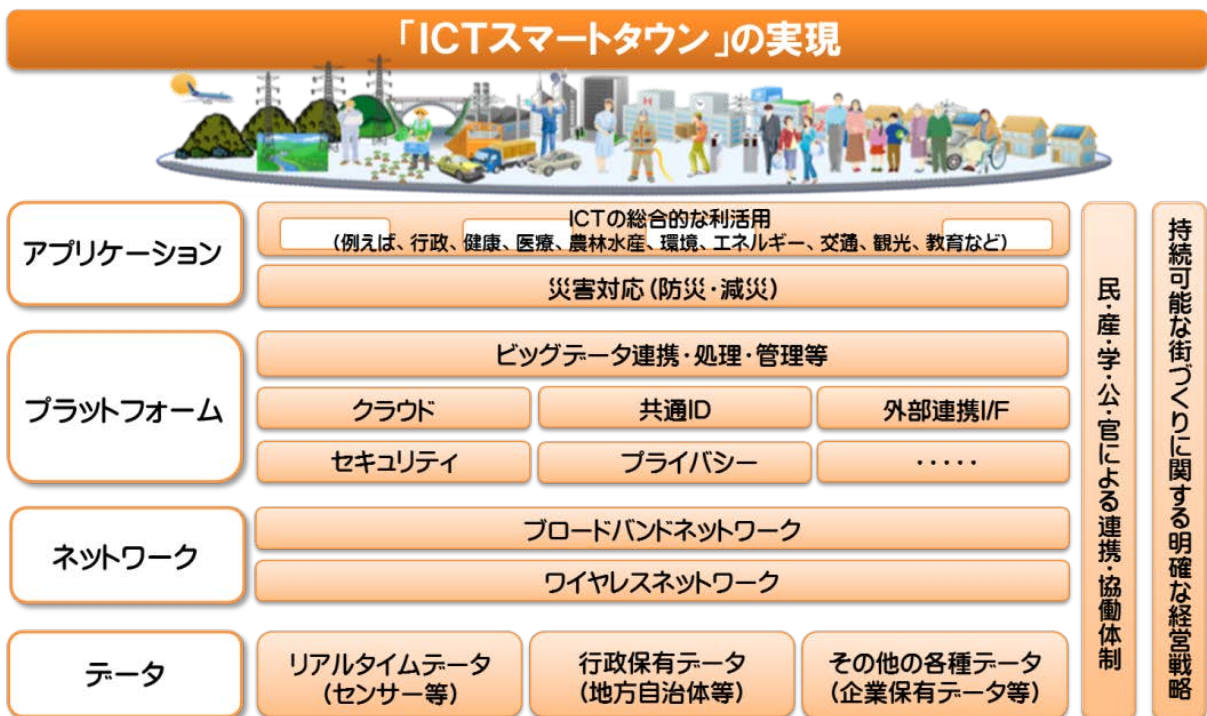 「ICTスマートタウン」の実現
アプリケーション
ICTの総合的な利活用
(例えば、行政、健康、医療、農林水産、環境、エネルギー、交通、観光、教育など)
災害対応(防災・減災)
プラットフォーム
ビッグデータ連携・処理・管理等
クラウド
共通ID
外部連携I/F
セキュリティ
プライバシー
・・・・・
ネットワーク
ブロードバンドネットワーク
ワイヤレスネットワーク
データ
リアルタイムデータ
(センサー等)
行政保有データ
(地方自治体等)
その他の各種データ
(企業保有データ等)
民・産・学・公・官による連携・協働体制
持続可能な街づくりに関する明確な経営戦略
H